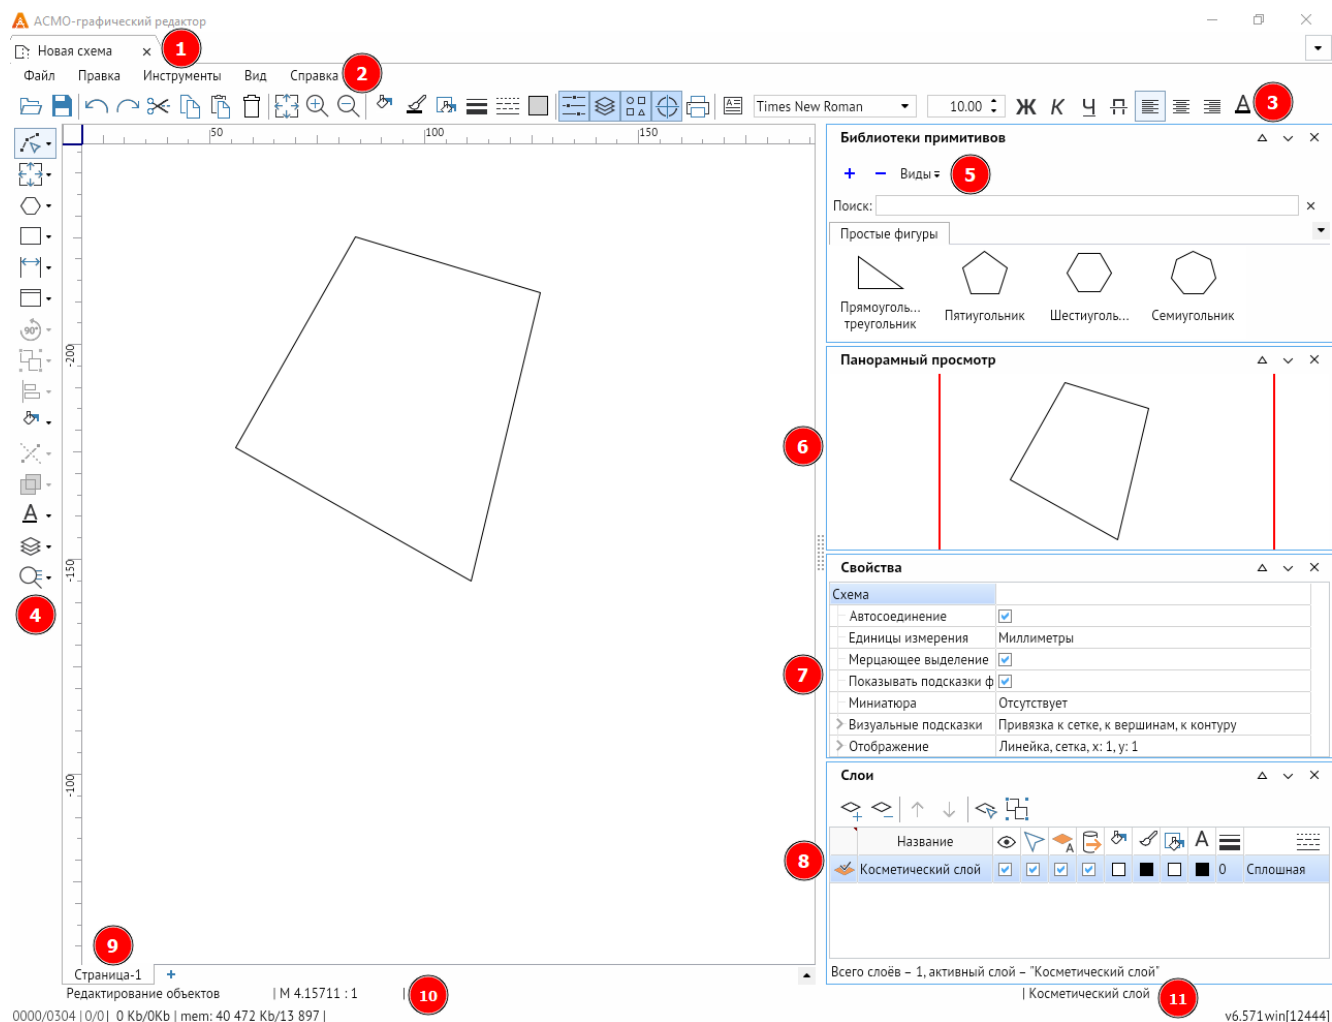 АСМО-графический редактор
Новая схема
1
Файл Правка Инструменты Вид Справка
2
Times New Roman 10.00 Ж К Ч П А
3
50 100 150
-200
-150
-100
90°
А
4
Библиотеки примитивов
Виды
5
Поиск:
Простые фигуры
Прямоуголь... треугольник
Пятиугольник
Шестиуголь...
Семиугольник
Панорамный просмотр
6
Свойства
Схема
Автосоединение
Единицы измерения Миллиметры
Мерцающее выделение
7
Показывать подсказки ф
Миниатюра Отсутствует
Визуальные подсказки Привязка к сетке, к вершинам, к контуру
Отображение Линейка, сетка, x: 1, y: 1
Слои
Название А
8
Косметический слой 0 Сплошная
Всего слоёв – 1, активный слой – "Косметический слой"
9
Страница-1 +
Редактирование объектов | М 4.15711 : 1 |
10
| Косметический слой
11
0000/0304 | 0/0 | 0 Kb/0Kb | mem: 40 472 Kb/13 897 |
v6.571win[12444]